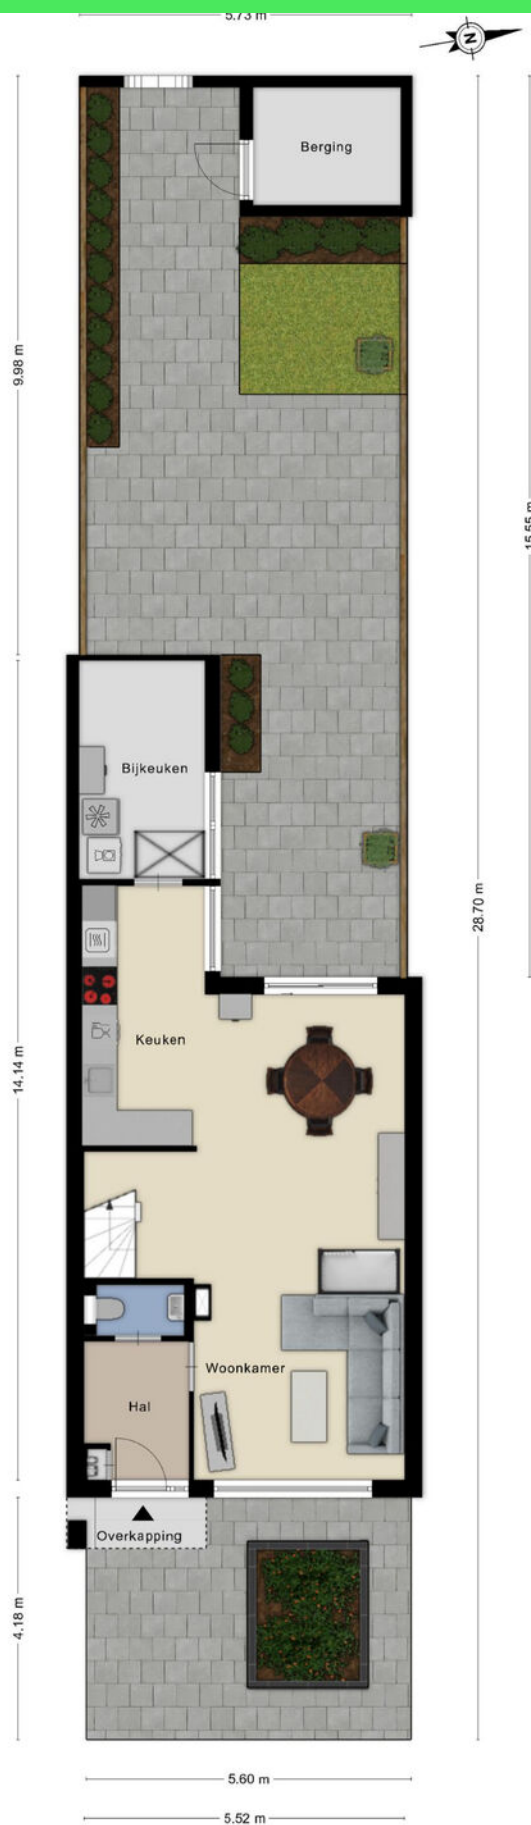 5.73 m
N
Berging
9.98 m
15.55 m
Bijkeuken
28.70 m
Keuken
14.14 m
Woonkamer
Hal
Overkapping
4.18 m
5.60 m
5.52 m